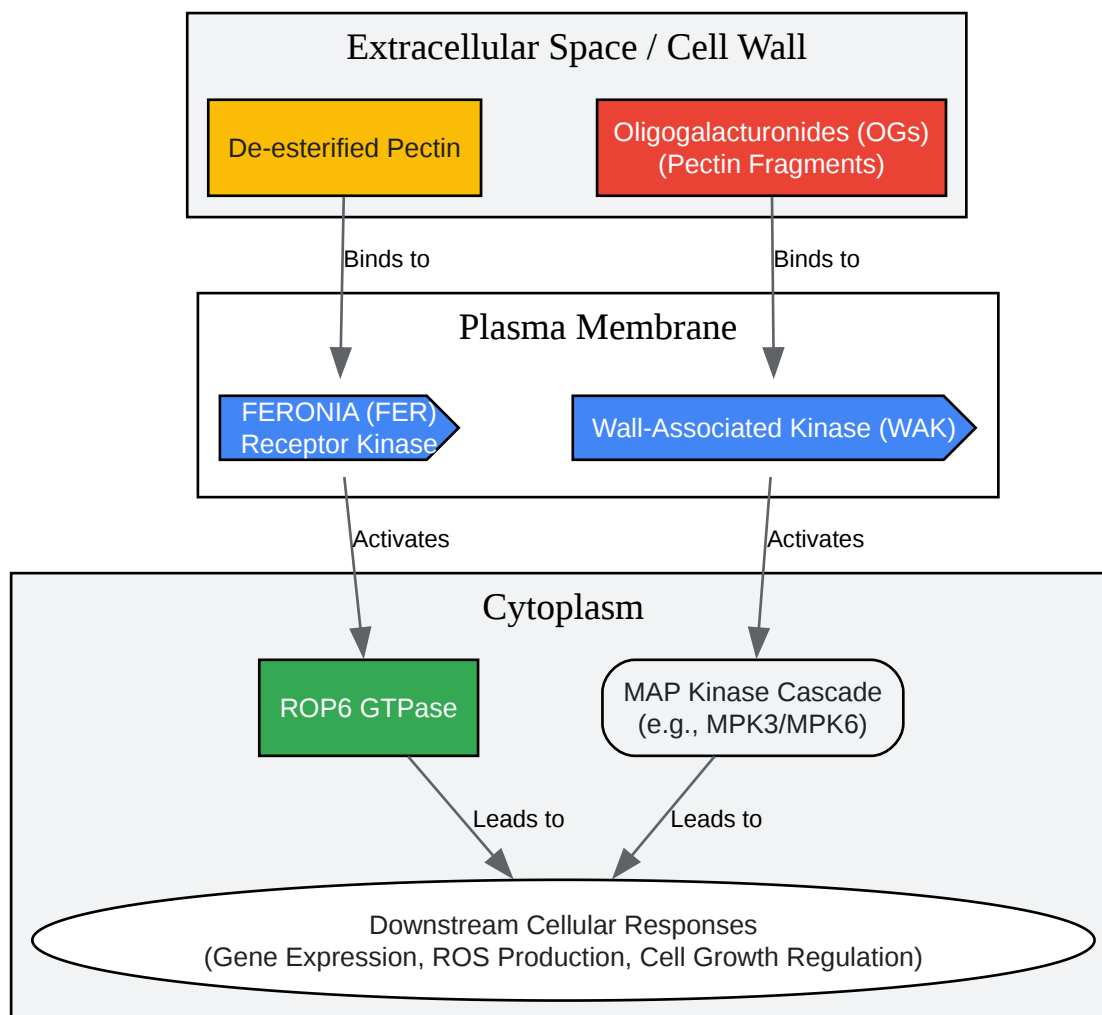 Extracellular Space / Cell Wall
De-esterified Pectin
Oligogalacturonides (OGs)
(Pectin Fragments)
Binds to
Binds to
Plasma Membrane
FERONIA (FER)
Receptor Kinase
Wall-Associated Kinase (WAK)
Activates
Activates
Cytoplasm
ROP6 GTPase
MAP Kinase Cascade
(e.g., MPK3/MPK6)
Leads to
Leads to
Downstream Cellular Responses
(Gene Expression, ROS Production, Cell Growth Regulation)